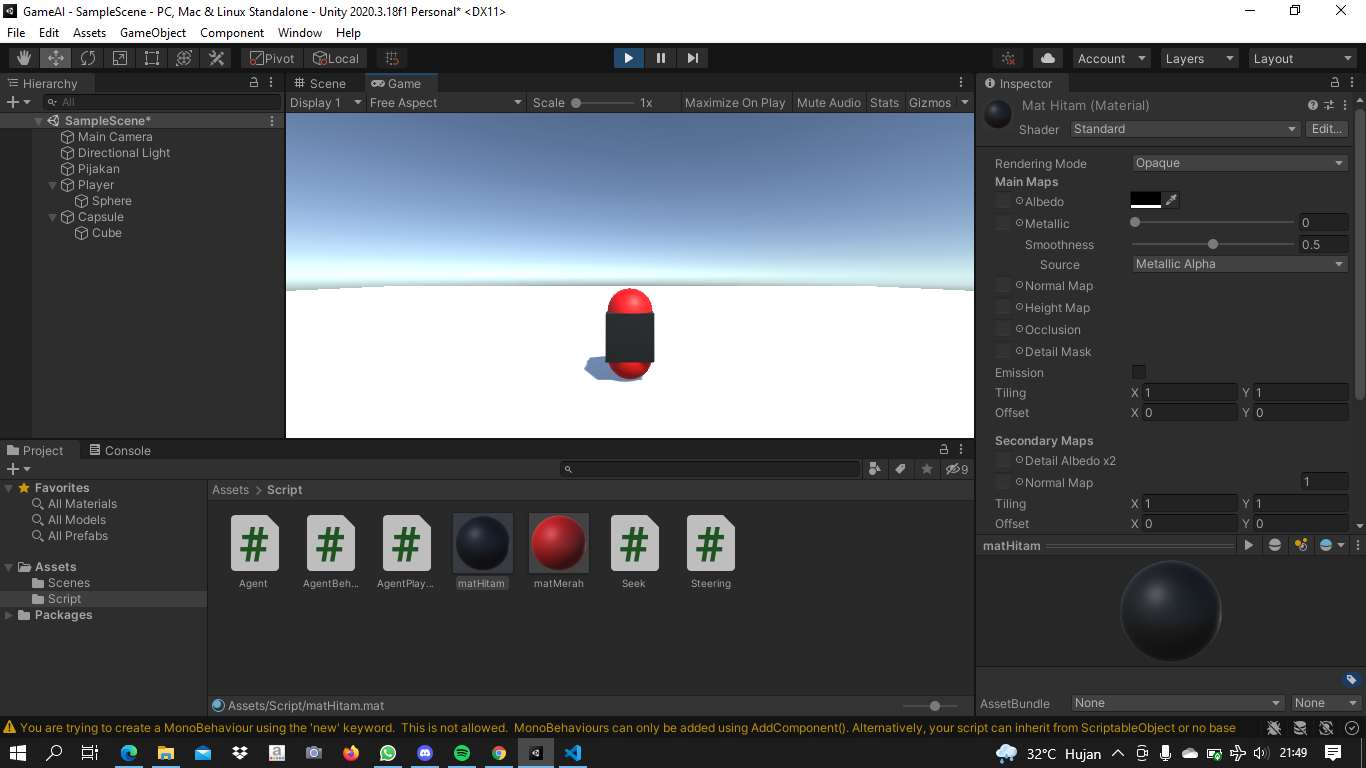 GameAI - SampleScene - PC, Mac & Linux Standalone - Unity 2020.3.18f1 Personal* <DX11>
File Edit Assets GameObject Component Window Help
Pivot Local Account Layers Layout
Hierarchy
All
SampleScene*
Main Camera
Directional Light
Pijakan
Player
Sphere
Capsule
Cube
Scene Game
Display 1 Free Aspect Scale 1x Maximize On Play Mute Audio Stats Gizmos
Inspector
Mat Hitam (Material)
Shader Standard Edit...
Rendering Mode Opaque
Main Maps
Albedo
Metallic 0
Smoothness 0.5
Source Metallic Alpha
Normal Map
Height Map
Occlusion
Detail Mask
Emission
Tiling X 1 Y 1
Offset X 0 Y 0
Secondary Maps
Detail Albedo x2
Normal Map 1
Tiling X 1 Y 1
Offset X 0 Y 0
matHitam
AssetBundle None None
Project Console
9
Favorites
All Materials
All Models
All Prefabs
Assets
Scenes
Script
Packages
Assets > Script
# # # # #
Agent AgentBeh... AgentPlay... matHitam matMerah Seek Steering
Assets/Script/matHitam.mat
You are trying to create a MonoBehaviour using the 'new' keyword. This is not allowed. MonoBehaviours can only be added using AddComponent(). Alternatively, your script can inherit from ScriptableObject or no base
32°C Hujan 21:49